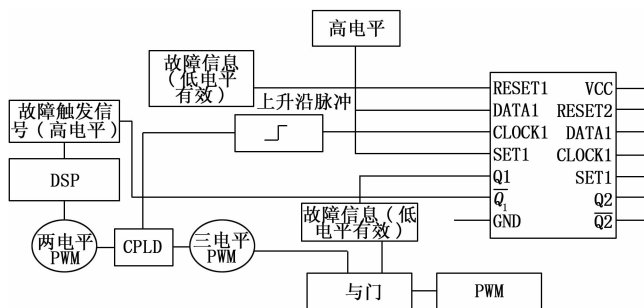 高电平
故障信息
(低电平
有效)
上升沿脉冲
故障触发信
号(高电平)
DSP
两电平
PWM
CPLD
三电平
PWM
故障信息(低
电平有效)
与门
PWM
RESET1
DATA1
CLOCK1
SET1
Q1
Q̅1
GND
VCC
RESET2
DATA1
CLOCK1
SET1
Q2
Q̅2̅